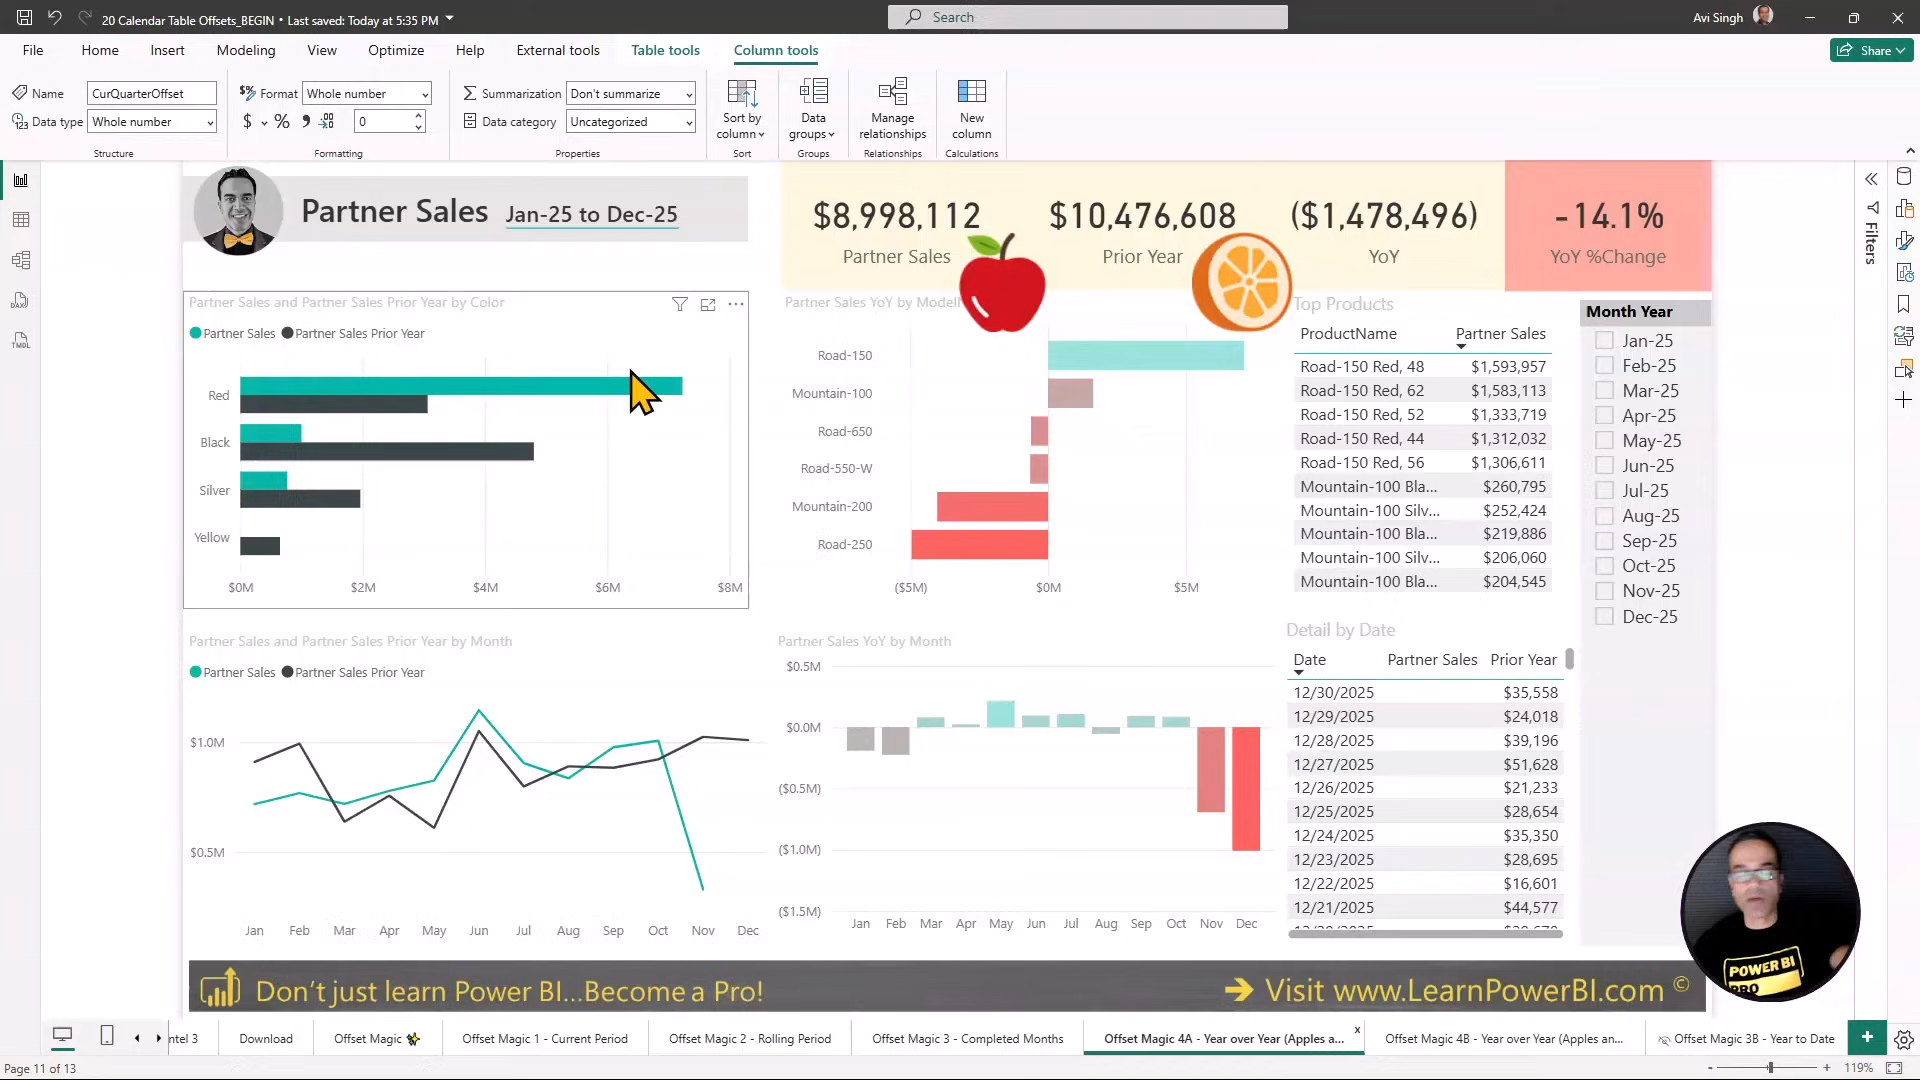 20 Calendar Table Offsets_BEGIN • Last saved: Today at 5:35 PM
Search
Avi Singh
File Home Insert Modeling View Optimize Help External tools Table tools Column tools
Share
Name CurQuarterOffset
Format Whole number
Summarization Don't summarize
Data type Whole number
$ % 0
Data category Uncategorized
Sort by column
Data groups
Manage relationships
New column
Structure Formatting Properties Sort Groups Relationships Calculations
Partner Sales Jan-25 to Dec-25
$8,998,112 $10,476,608 ($1,478,496) -14.1%
Partner Sales Prior Year YoY YoY %Change
Filters
Partner Sales and Partner Sales Prior Year by Color
Partner Sales Partner Sales Prior Year
Red
Black
Silver
Yellow
$0M $2M $4M $6M $8M
Road-150
Mountain-100
Road-650
Road-550-W
Mountain-200
Road-250
($5M) $0M $5M
Top Products
ProductName Partner Sales
Road-150 Red, 48 $1,593,957
Road-150 Red, 62 $1,583,113
Road-150 Red, 52 $1,333,719
Road-150 Red, 44 $1,312,032
Road-150 Red, 56 $1,306,611
Mountain-100 Bla... $260,795
Mountain-100 Silv... $252,424
Mountain-100 Bla... $219,886
Mountain-100 Silv... $206,060
Mountain-100 Bla... $204,545
Month Year
Jan-25
Feb-25
Mar-25
Apr-25
May-25
Jun-25
Jul-25
Aug-25
Sep-25
Oct-25
Nov-25
Dec-25
Partner Sales and Partner Sales Prior Year by Month
Partner Sales Partner Sales Prior Year
$1.0M
$0.5M
Jan Feb Mar Apr May Jun Jul Aug Sep Oct Nov Dec
Partner Sales YoY by Month
$0.5M
$0.0M
($0.5M)
($1.0M)
($1.5M)
Jan Feb Mar Apr May Jun Jul Aug Sep Oct Nov Dec
Detail by Date
Date Partner Sales Prior Year
12/30/2025 $35,558
12/29/2025 $24,018
12/28/2025 $39,196
12/27/2025 $51,628
12/26/2025 $21,233
12/25/2025 $28,654
12/24/2025 $35,350
12/23/2025 $28,695
12/22/2025 $16,601
12/21/2025 $44,577
POWER BI
PRO
Don't just learn Power BI...Become a Pro!
Visit www.LearnPowerBI.com ©
ntel 3 Download Offset Magic Offset Magic 1 - Current Period Offset Magic 2 - Rolling Period Offset Magic 3 - Completed Months Offset Magic 4A - Year over Year (Apples a... Offset Magic 4B - Year over Year (Apples an... Offset Magic 3B - Year to Date
Page 11 of 13
119%